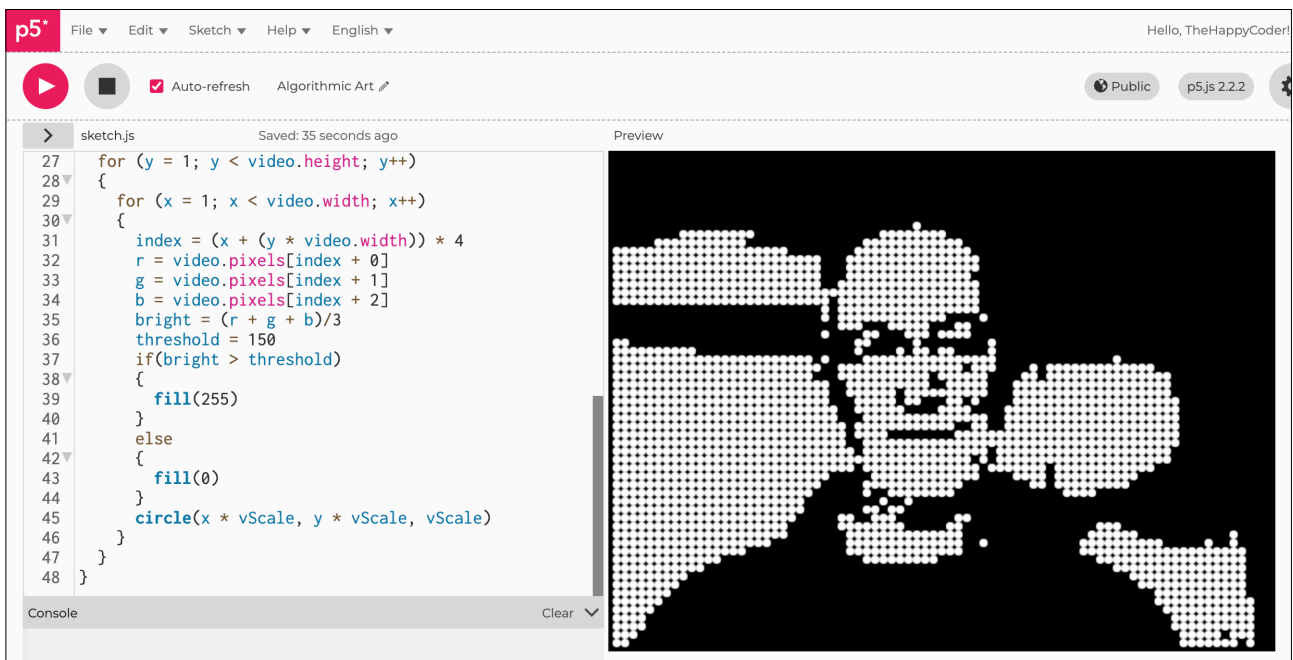 p5* File Edit Sketch Help English Hello, TheHappyCoder!
Auto-refresh Algorithmic Art Public p5.js 2.2.2
sketch.js Saved: 35 seconds ago Preview
27 for (y = 1; y < video.height; y++)
28 {
29 for (x = 1; x < video.width; x++)
30 {
31 index = (x + (y * video.width)) * 4
32 r = video.pixels[index + 0]
33 g = video.pixels[index + 1]
34 b = video.pixels[index + 2]
35 bright = (r + g + b)/3
36 threshold = 150
37 if(bright > threshold)
38 {
39 fill(255)
40 }
41 else
42 {
43 fill(0)
44 }
45 circle(x * vScale, y * vScale, vScale)
46 }
47 }
48 }
Console Clear